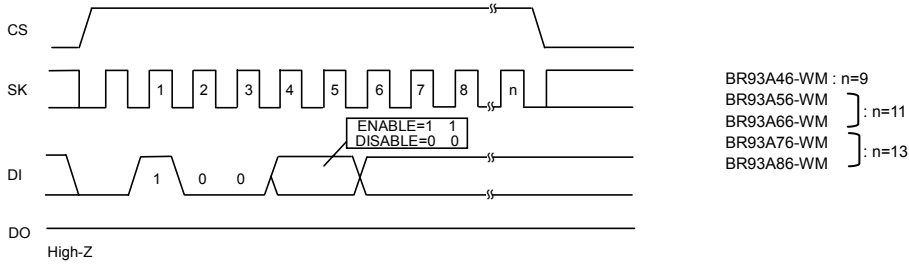 CS
SK
1 2 3 4 5 6 7 8 n
ENABLE=1 1
DISABLE=0 0
DI
1 0 0
DO
High-Z
BR93A46-WM : n=9
BR93A56-WM
BR93A66-WM
: n=11
BR93A76-WM
BR93A86-WM
: n=13